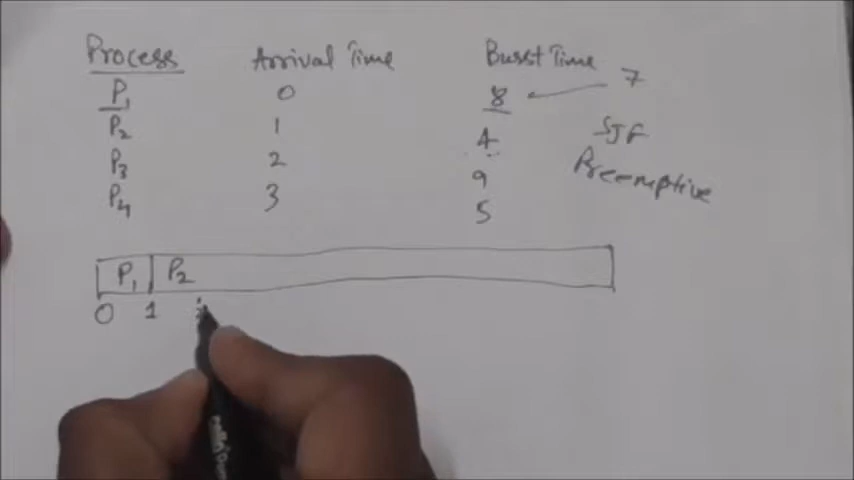 Process Arrival Time Burst Time
P1 0 8 7
P2 1 4 SJF
P3 2 9 Preemptive
P4 3 5
P1 P2
0 1
cello